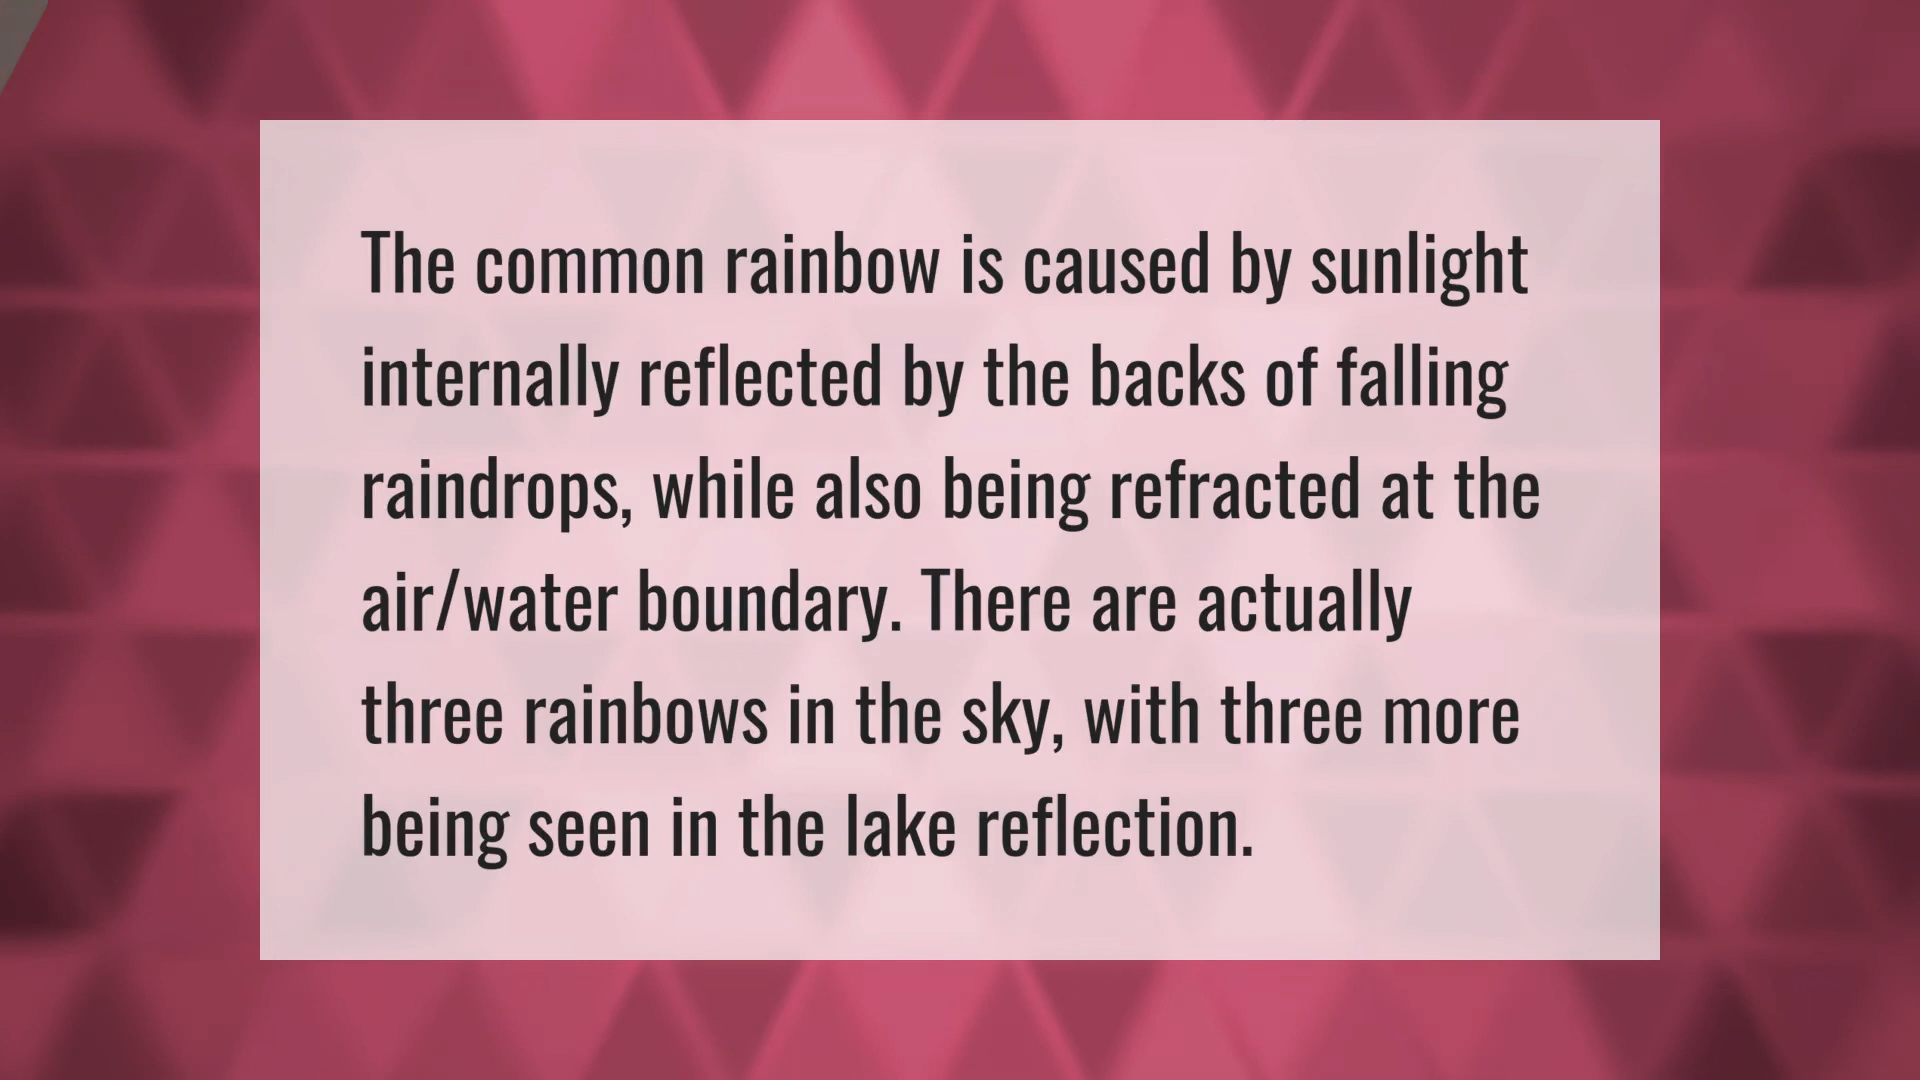 The common rainbow is caused by sunlight
internally reflected by the backs of falling
raindrops, while also being refracted at the
air/water boundary. There are actually
three rainbows in the sky, with three more
being seen in the lake reflection.